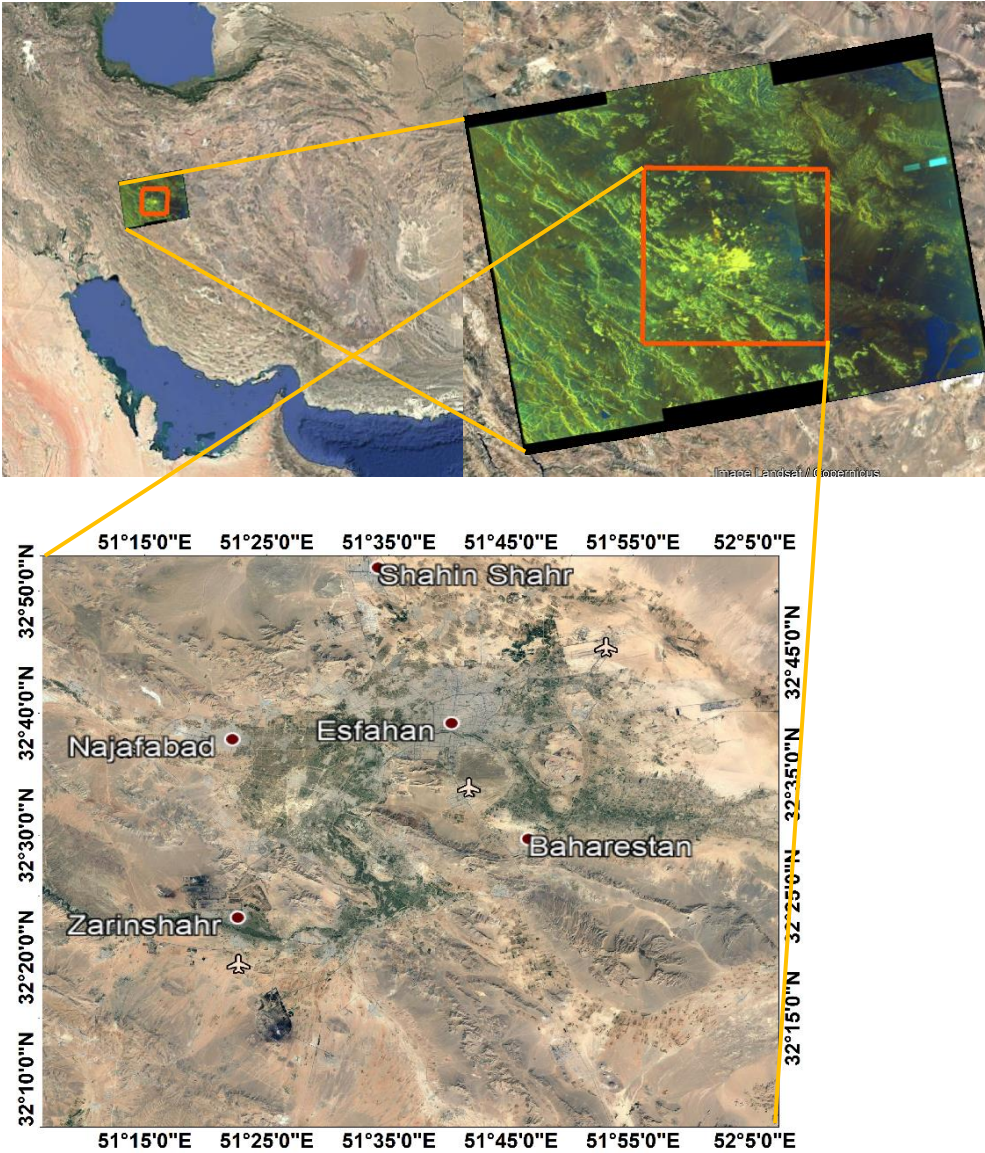 Image Landsat / Copernicus
51°15'0"E 51°25'0"E 51°35'0"E 51°45'0"E 51°55'0"E 52°5'0"E
32°50'0"N
32°40'0"N
32°30'0"N
32°20'0"N
32°10'0"N
Shahin Shahr
Esfahan
Najafabad
Baharestan
Zarinshahr
32°45'0"N
32°35'0"N
32°25'0"N
32°15'0"N
51°15'0"E 51°25'0"E 51°35'0"E 51°45'0"E 51°55'0"E 52°5'0"E